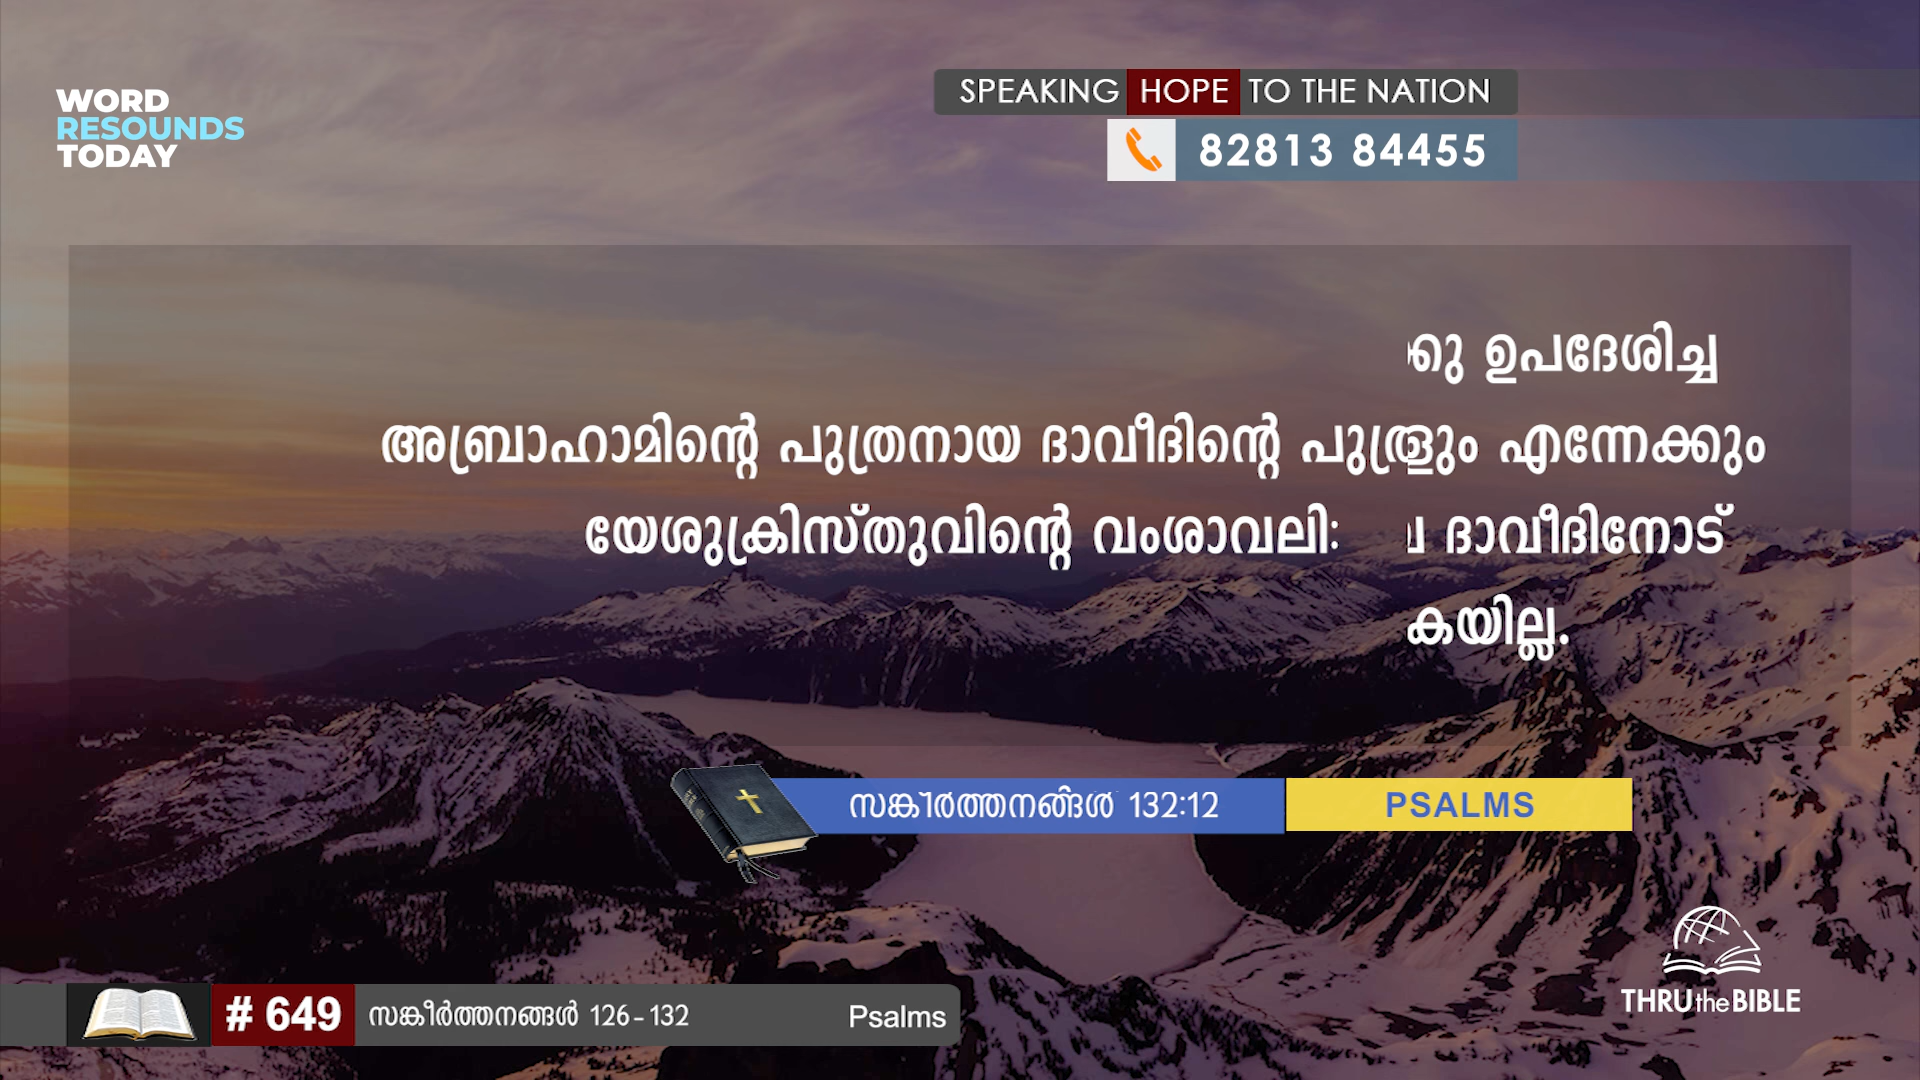 WORD
RESOUNDS
TODAY
SPEAKING HOPE TO THE NATION
82813 84455
ഉപദേശിച്ച
അബ്രാഹാമിന്റെ പുത്രനായ ദാവീദിന്റെ എന്നേക്കും
യേശുക്രിസ്തുവിന്റെ വംശാവലി: ദാവീദിനോട്
കയില്ല.
സങ്കീർത്തനങ്ങൾ 132:12 PSALMS
# 649 സങ്കീർത്തനങ്ങൾ 126-132 Psalms
THRU the BIBLE